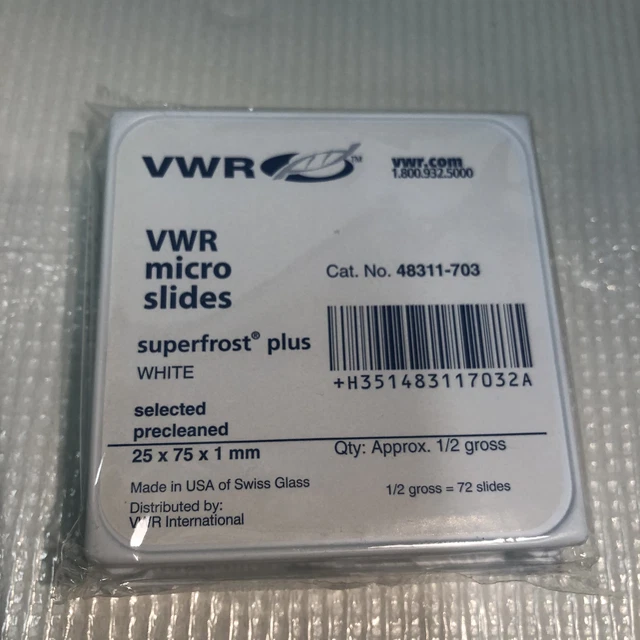 VWR ™
vwr.com
1.800.932.5000
VWR
micro
slides
Cat. No. 48311-703
superfrost® plus
WHITE
+H351483117032A
selected
precleaned
25 x 75 x 1 mm
Qty: Approx. 1/2 gross
Made in USA of Swiss Glass
1/2 gross = 72 slides
Distributed by:
VWR International